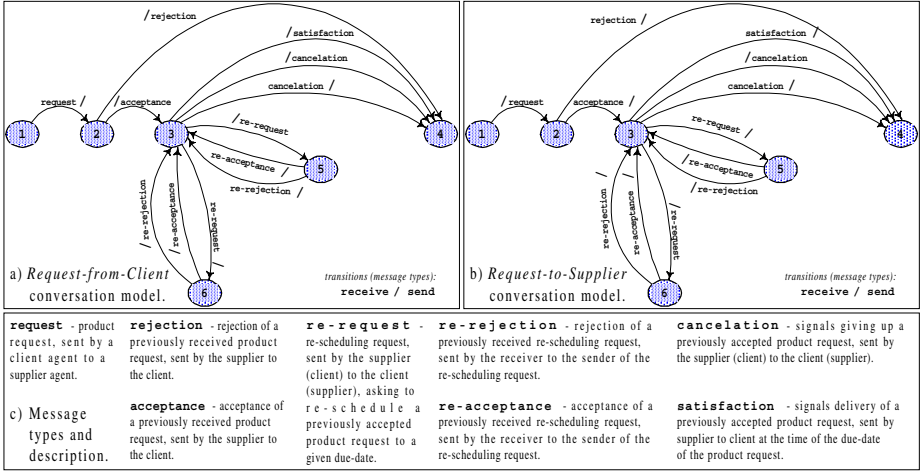 /rejection
/satisfaction
/cancelation
cancelation /
request /
/acceptance
1
2
3
4
/re-request
re-acceptance /
5
re-rejection /
/ re-rejection
/ re-acceptance
re-request /
6
a) Request-from-Client
conversation model.
transitions (message types):
receive / send
rejection /
satisfaction /
/cancelation
cancelation /
/request
acceptance /
1
2
3
4
re-request /
/re-acceptance
5
/re-rejection
re-rejection /
re-acceptance /
/re-request
6
b) Request-to-Supplier
conversation model.
transitions (message types):
receive / send
request - product
request, sent by a
client agent to a
supplier agent.
rejection - rejection of a
previously received product
request, sent by the supplier to
the client.
acceptance - acceptance of
a previously received product
request, sent by the supplier to
the client.
re-request -
re-scheduling request,
sent by the supplier
(client) to the client
(supplier), asking to
re-schedule a
previously accepted
product request to a
given due-date.
re-rejection - rejection of a
previously received re-scheduling request,
sent by the receiver to the sender of the
re-scheduling request.
re-acceptance - acceptance of a
previously received re-scheduling request,
sent by the receiver to the sender of the
re-scheduling request.
cancelation - signals giving up a
previously accepted product request, sent by
the supplier (client) to the client (supplier).
satisfaction - signals delivery of a
previously accepted product request, sent by
supplier to client at the time of the due-date
of the product request.
c) Message
types and
description.